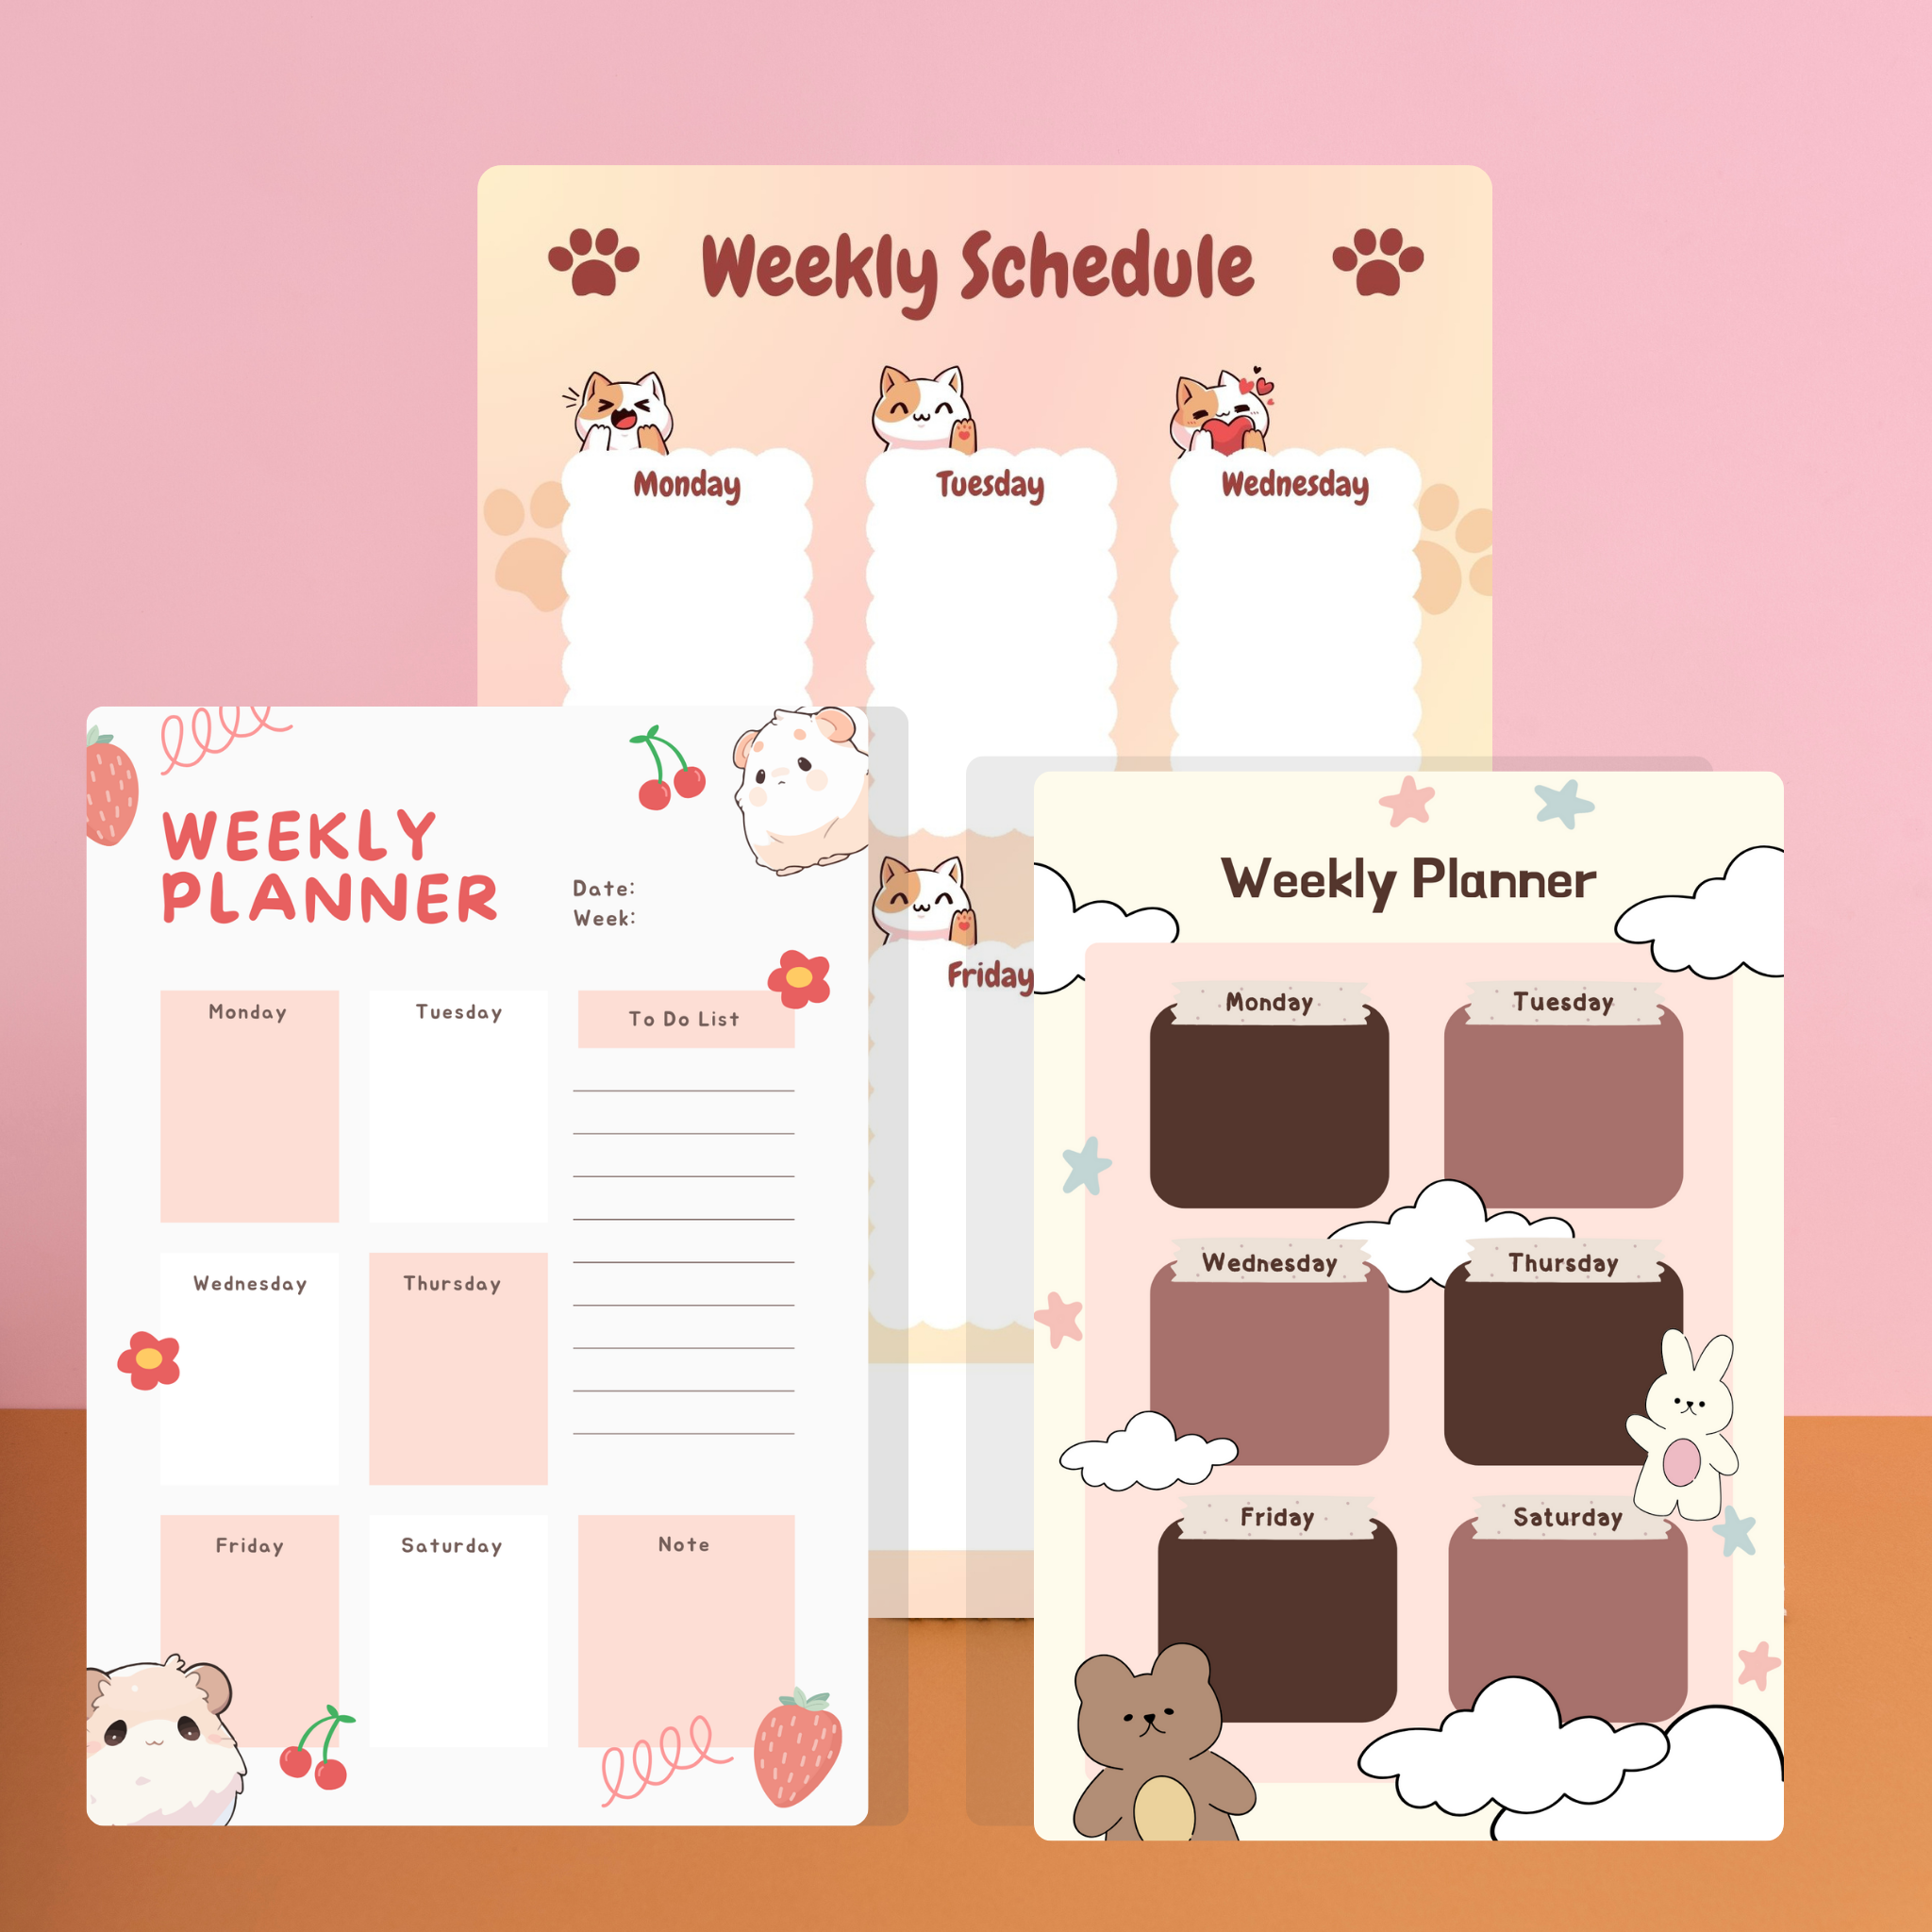 Weekly Schedule
Monday
Tuesday
Wednesday
Friday
WEEKLY
PLANNER
Date:
Week:
Monday
Tuesday
To Do List
Wednesday
Thursday
Friday
Saturday
Note
Weekly Planner
Monday
Tuesday
Wednesday
Thursday
Friday
Saturday